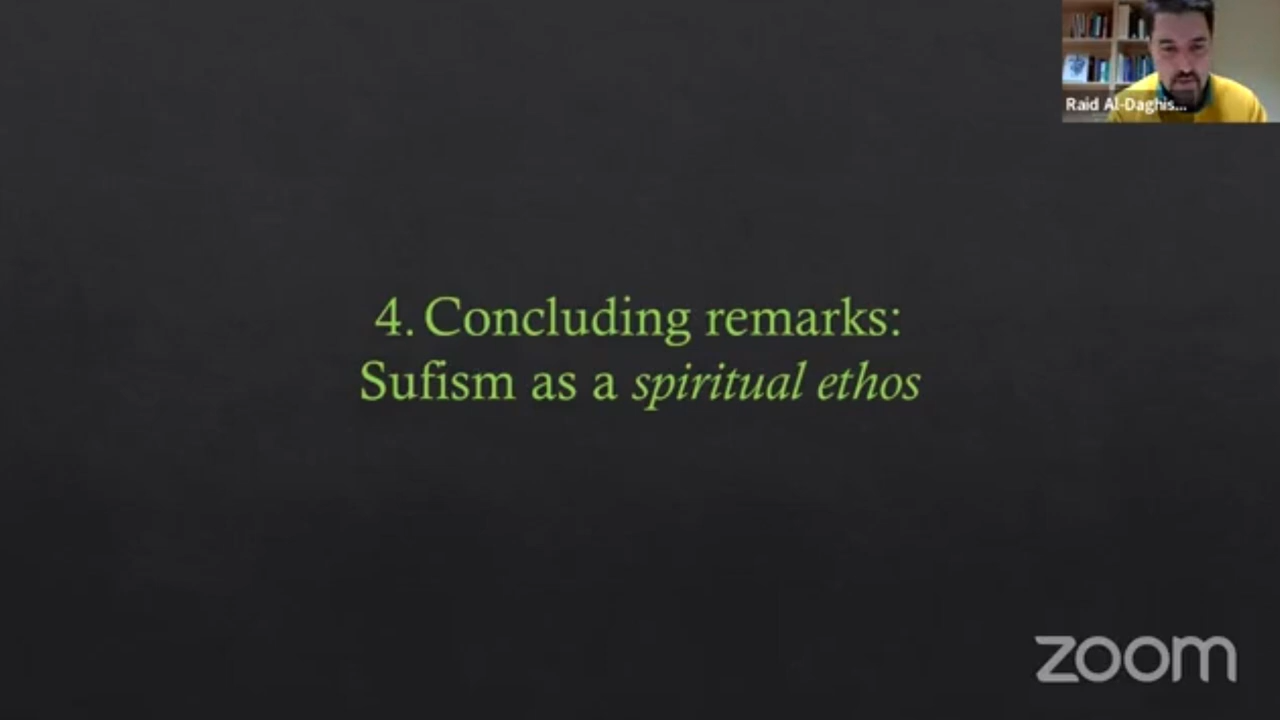 Raid Al-Daghis...
4. Concluding remarks:
Sufism as a spiritual ethos
zoom